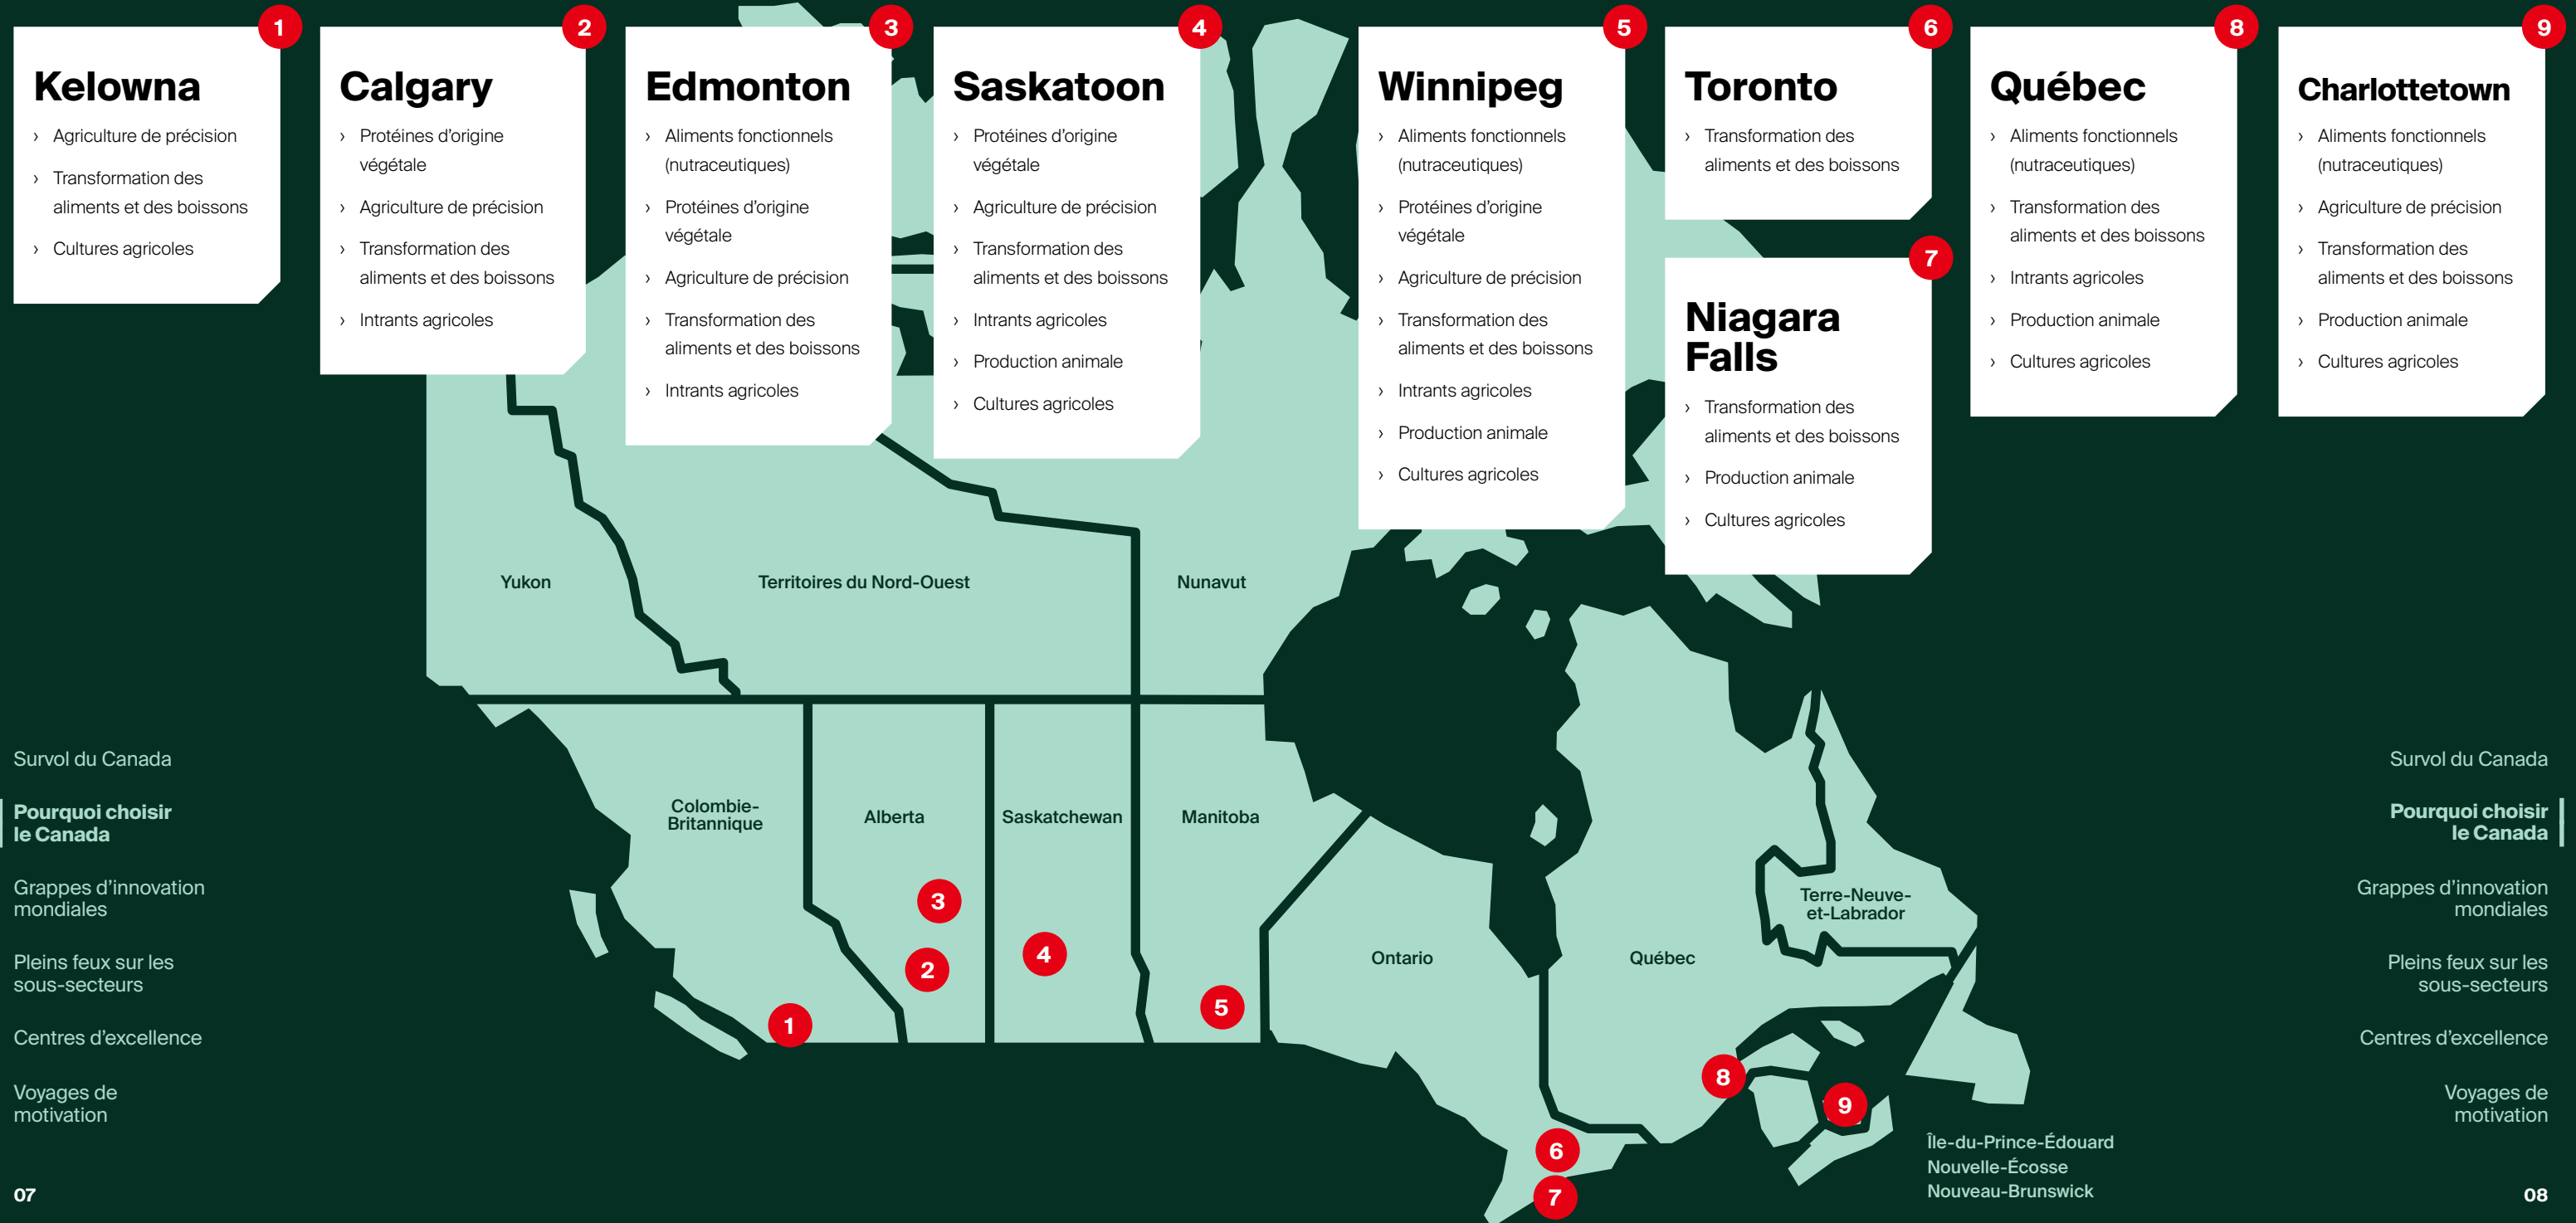 1
Kelowna
› Agriculture de précision
› Transformation des
aliments et des boissons
› Cultures agricoles
2
Calgary
› Protéines d'origine
végétale
› Agriculture de précision
› Transformation des
aliments et des boissons
› Intrants agricoles
3
Edmonton
› Aliments fonctionnels
(nutraceutiques)
› Protéines d'origine
végétale
› Agriculture de précision
› Transformation des
aliments et des boissons
› Intrants agricoles
4
Saskatoon
› Protéines d'origine
végétale
› Agriculture de précision
› Transformation des
aliments et des boissons
› Intrants agricoles
› Production animale
› Cultures agricoles
5
Winnipeg
› Aliments fonctionnels
(nutraceutiques)
› Protéines d'origine
végétale
› Agriculture de précision
› Transformation des
aliments et des boissons
› Intrants agricoles
› Production animale
› Cultures agricoles
6
Toronto
› Transformation des
aliments et des boissons
7
Niagara
Falls
› Transformation des
aliments et des boissons
› Production animale
› Cultures agricoles
8
Québec
› Aliments fonctionnels
(nutraceutiques)
› Transformation des
aliments et des boissons
› Intrants agricoles
› Production animale
› Cultures agricoles
9
Charlottetown
› Aliments fonctionnels
(nutraceutiques)
› Agriculture de précision
› Transformation des
aliments et des boissons
› Production animale
› Cultures agricoles
Yukon
Territoires du Nord-Ouest
Nunavut
Colombie-
Britannique
Alberta
Saskatchewan
Manitoba
Ontario
Québec
Terre-Neuve-
et-Labrador
3
2
4
1
5
8
9
6
7
Île-du-Prince-Édouard
Nouvelle-Écosse
Nouveau-Brunswick
Survol du Canada
Pourquoi choisir
le Canada
Grappes d'innovation
mondiales
Pleins feux sur les
sous-secteurs
Centres d'excellence
Voyages de
motivation
07
Survol du Canada
Pourquoi choisir
le Canada
Grappes d'innovation
mondiales
Pleins feux sur les
sous-secteurs
Centres d'excellence
Voyages de
motivation
08